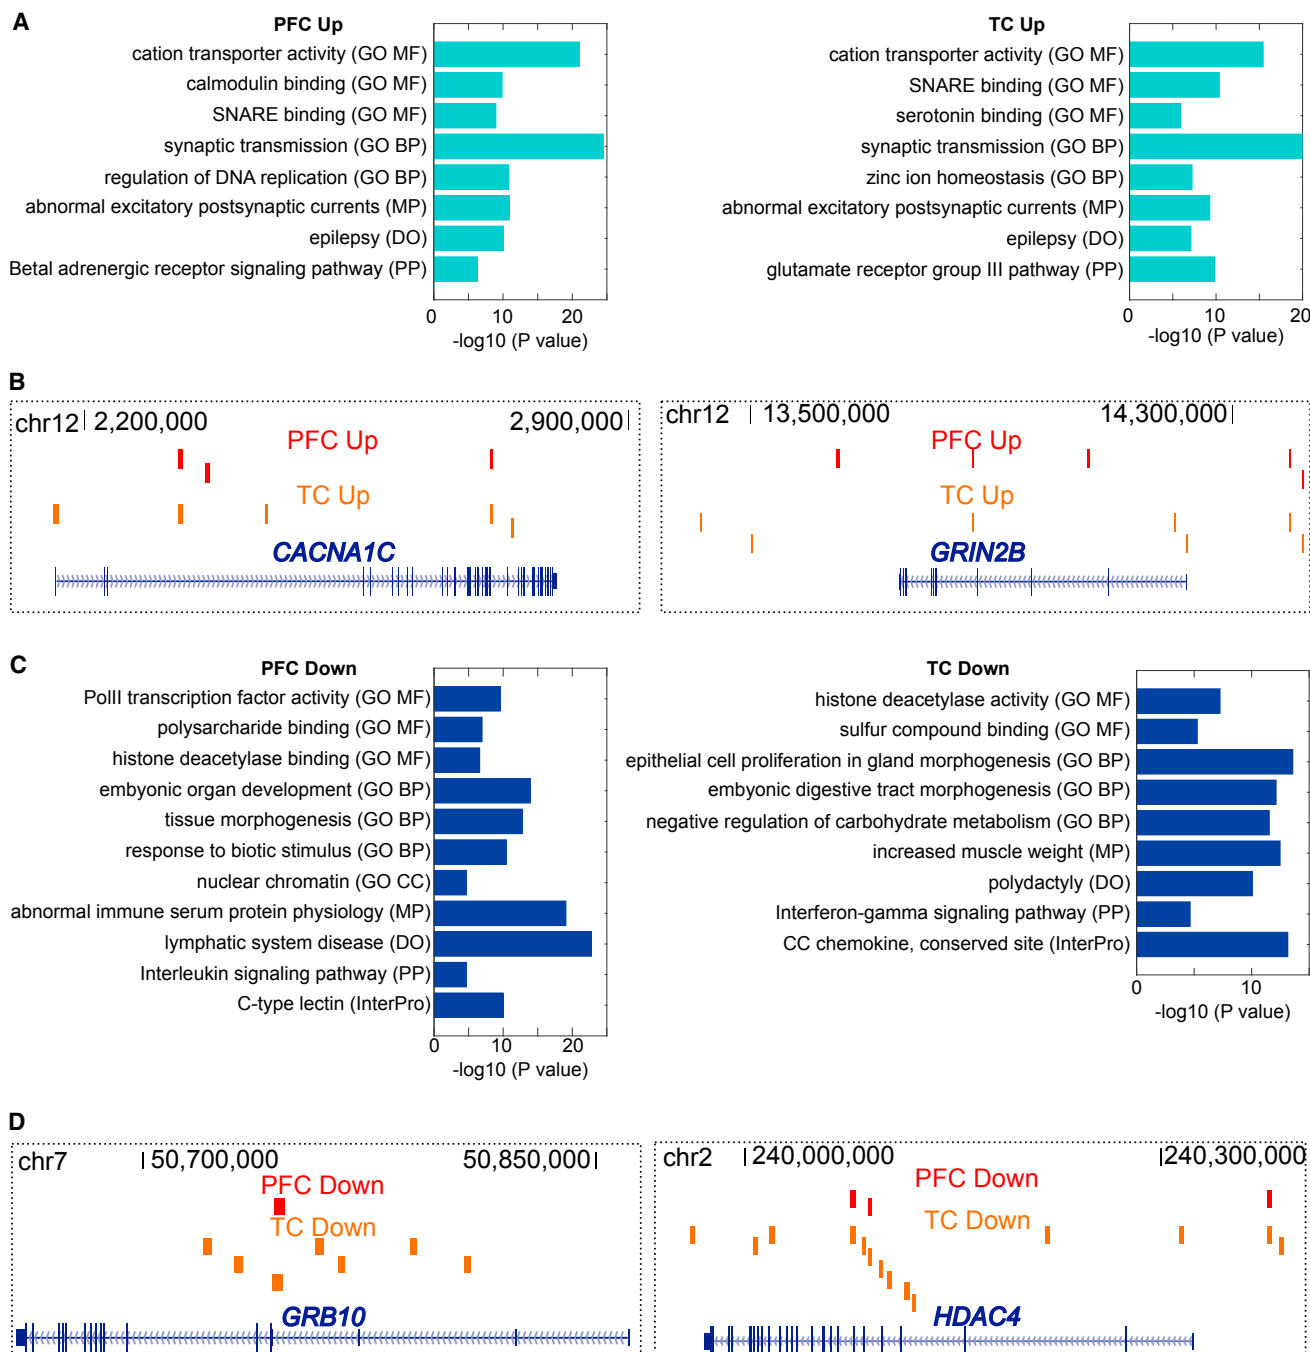 A
PFC Up
cation transporter activity (GO MF)
calmodulin binding (GO MF)
SNARE binding (GO MF)
synaptic transmission (GO BP)
regulation of DNA replication (GO BP)
abnormal excitatory postsynaptic currents (MP)
epilepsy (DO)
Betal adrenergic receptor signaling pathway (PP)
0 10 20
-log10 (P value)
TC Up
cation transporter activity (GO MF)
SNARE binding (GO MF)
serotonin binding (GO MF)
synaptic transmission (GO BP)
zinc ion homeostasis (GO BP)
abnormal excitatory postsynaptic currents (MP)
epilepsy (DO)
glutamate receptor group III pathway (PP)
0 10 20
-log10 (P value)
B
chr12 2,200,000 2,900,000
PFC Up
TC Up
CACNA1C
chr12 13,500,000 14,300,000
PFC Up
TC Up
GRIN2B
C
PFC Down
PolII transcription factor activity (GO MF)
polysarcharide binding (GO MF)
histone deacetylase binding (GO MF)
embyonic organ development (GO BP)
tissue morphogenesis (GO BP)
response to biotic stimulus (GO BP)
nuclear chromatin (GO CC)
abnormal immune serum protein physiology (MP)
lymphatic system disease (DO)
Interleukin signaling pathway (PP)
C-type lectin (InterPro)
0 10 20
-log10 (P value)
TC Down
histone deacetylase activity (GO MF)
sulfur compound binding (GO MF)
epithelial cell proliferation in gland morphogenesis (GO BP)
embyonic digestive tract morphogenesis (GO BP)
negative regulation of carbohydrate metabolism (GO BP)
increased muscle weight (MP)
polydactyly (DO)
Interferon-gamma signaling pathway (PP)
CC chemokine, conserved site (InterPro)
0 10
-log10 (P value)
D
chr7 50,700,000 50,850,000
PFC Down
TC Down
GRB10
chr2 240,000,000 240,300,000
PFC Down
TC Down
HDAC4